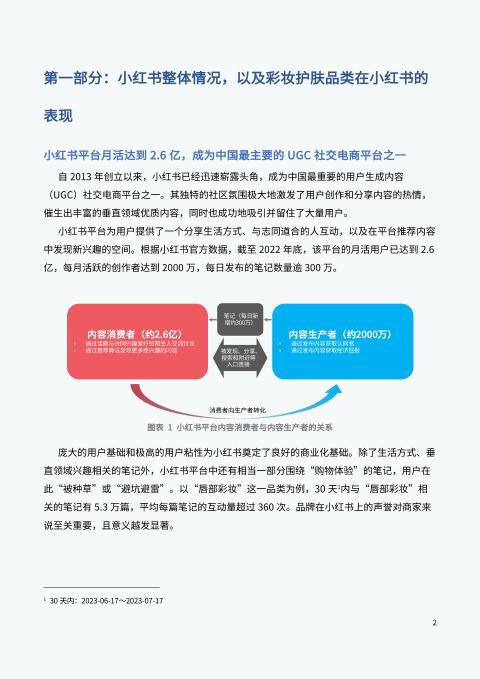 第一部分：小红书整体情况，以及彩妆护肤品类在小红书的
表现
小红书平台月活达到 2.6 亿，成为中国最主要的 UGC 社交电商平台之一
自 2013 年创立以来，小红书已经迅速崭露头角，成为中国最重要的用户生成内容
（UGC）社交电商平台之一。其独特的社区氛围极大地激发了用户创作和分享内容的热情，
催生出丰富的垂直领域优质内容，同时也成功地吸引并留住了大量用户。
小红书平台为用户提供了一个分享生活方式、与志同道合的人互动，以及在平台推荐内容
中发现新兴趣的空间。根据小红书官方数据，截至 2022 年底，该平台的月活用户已达到 2.6
亿，每月活跃的创作者达到 2000 万，每日发布的笔记数量逾 300 万。
内容消费者（约2.6亿）
• 通过话题与共同兴趣爱好的陌生人交流讨论
• 通过推荐算法发现更多感兴趣的内容
笔记（每日新
增约300万）
被发现、分享、
搜索和附近等
入口连接
内容生产者（约2000万）
• 通过发布内容获取认同感
• 通过发布内容获取经济回报
消费者向生产者转化
图表 1 小红书平台内容消费者与内容生产者的关系
庞大的用户基础和极高的用户粘性为小红书奠定了良好的商业化基础。除了生活方式、垂
直领域兴趣相关的笔记外，小红书平台中还有相当一部分围绕“购物体验”的笔记，用户在
此“被种草”或“避坑避雷”。以“唇部彩妆”这一品类为例，30 天¹内与“唇部彩妆”相
关的笔记有 5.3 万篇，平均每篇笔记的互动量超过 360 次。品牌在小红书上的声誉对商家来
说至关重要，且意义越发显著。
¹ 30 天内：2023-06-17～2023-07-17
2